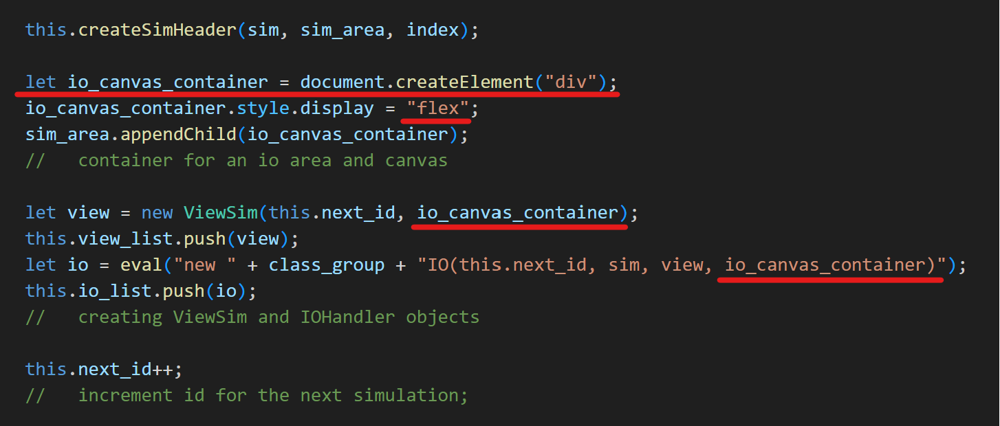 this.createSimHeader(sim, sim_area, index);
let io_canvas_container = document.createElement("div");
io_canvas_container.style.display = "flex";
sim_area.appendChild(io_canvas_container);
//   container for an io area and canvas
let view = new ViewSim(this.next_id, io_canvas_container);
this.view_list.push(view);
let io = eval("new " + class_group + "IO(this.next_id, sim, view, io_canvas_container)");
this.io_list.push(io);
//   creating ViewSim and IOHandler objects
this.next_id++;
//   increment id for the next simulation;